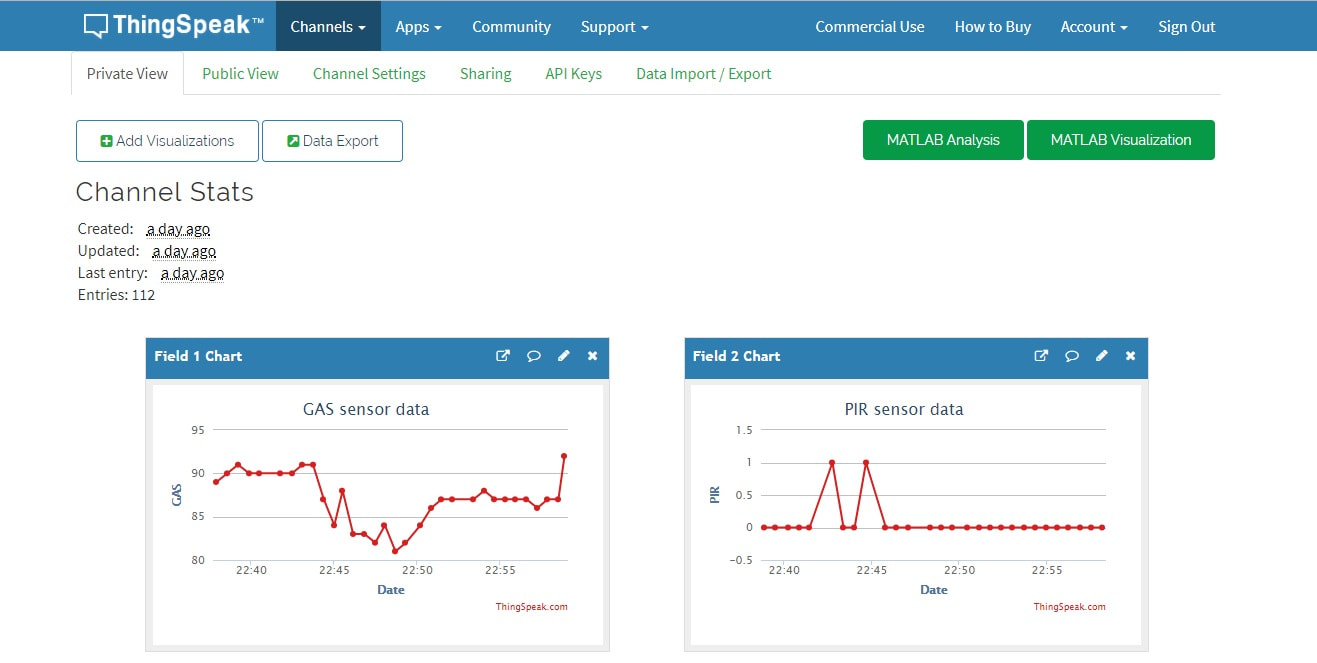 ThingSpeak™ Channels Apps Community Support Commercial Use How to Buy Account Sign Out
Private View Public View Channel Settings Sharing API Keys Data Import / Export
Add Visualizations Data Export MATLAB Analysis MATLAB Visualization
Channel Stats
Created: a day ago
Updated: a day ago
Last entry: a day ago
Entries: 112
Field 1 Chart
GAS sensor data
GAS
95
90
85
80
22:40 22:45 22:50 22:55
Date
ThingSpeak.com
Field 2 Chart
PIR sensor data
PIR
1.5
1
0.5
0
−0.5
22:40 22:45 22:50 22:55
Date
ThingSpeak.com